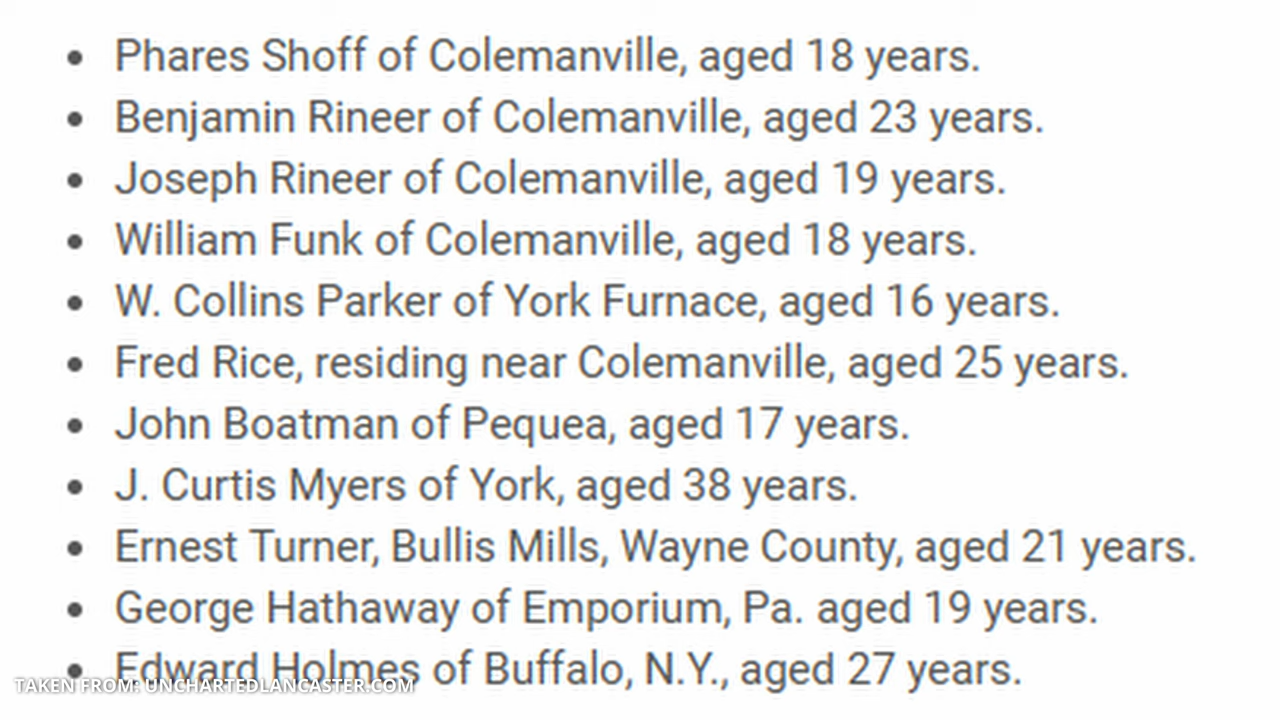 • Phares Shoff of Colemanville, aged 18 years.
• Benjamin Rineer of Colemanville, aged 23 years.
• Joseph Rineer of Colemanville, aged 19 years.
• William Funk of Colemanville, aged 18 years.
• W. Collins Parker of York Furnace, aged 16 years.
• Fred Rice, residing near Colemanville, aged 25 years.
• John Boatman of Pequea, aged 17 years.
• J. Curtis Myers of York, aged 38 years.
• Ernest Turner, Bullis Mills, Wayne County, aged 21 years.
• George Hathaway of Emporium, Pa. aged 19 years.
• Edward Holmes of Buffalo, N.Y., aged 27 years.
TAKEN FROM: UNCHARTEDLANCASTER.COM